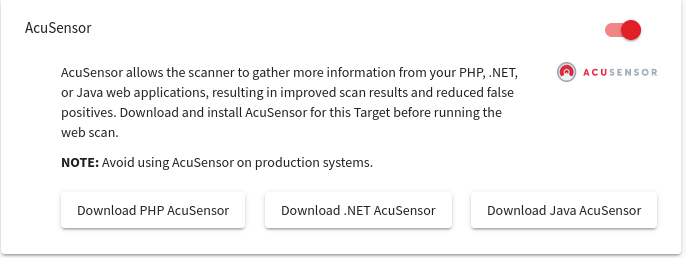 AcuSensor
AcuSensor allows the scanner to gather more information from your PHP, .NET,
or Java web applications, resulting in improved scan results and reduced false
positives. Download and install AcuSensor for this Target before running the
web scan.
ACUSENSOR
NOTE: Avoid using AcuSensor on production systems.
Download PHP AcuSensor
Download .NET AcuSensor
Download Java AcuSensor